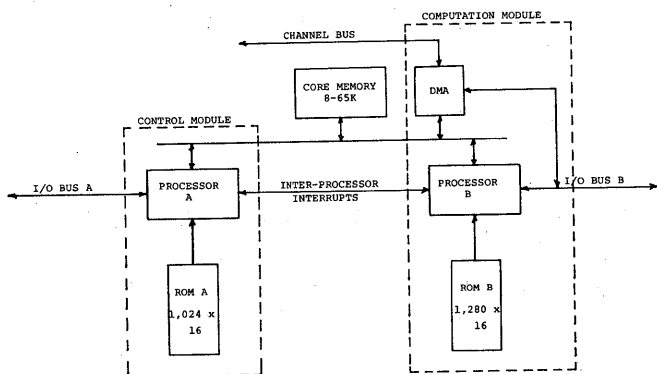 COMPUTATION MODULE
CHANNEL BUS
CORE MEMORY
8-65K
DMA
CONTROL MODULE
I/O BUS A
PROCESSOR
A
INTER-PROCESSOR
INTERRUPTS
PROCESSOR
B
I/O BUS B
ROM A
1,024 x
16
ROM B
1,280 x
16